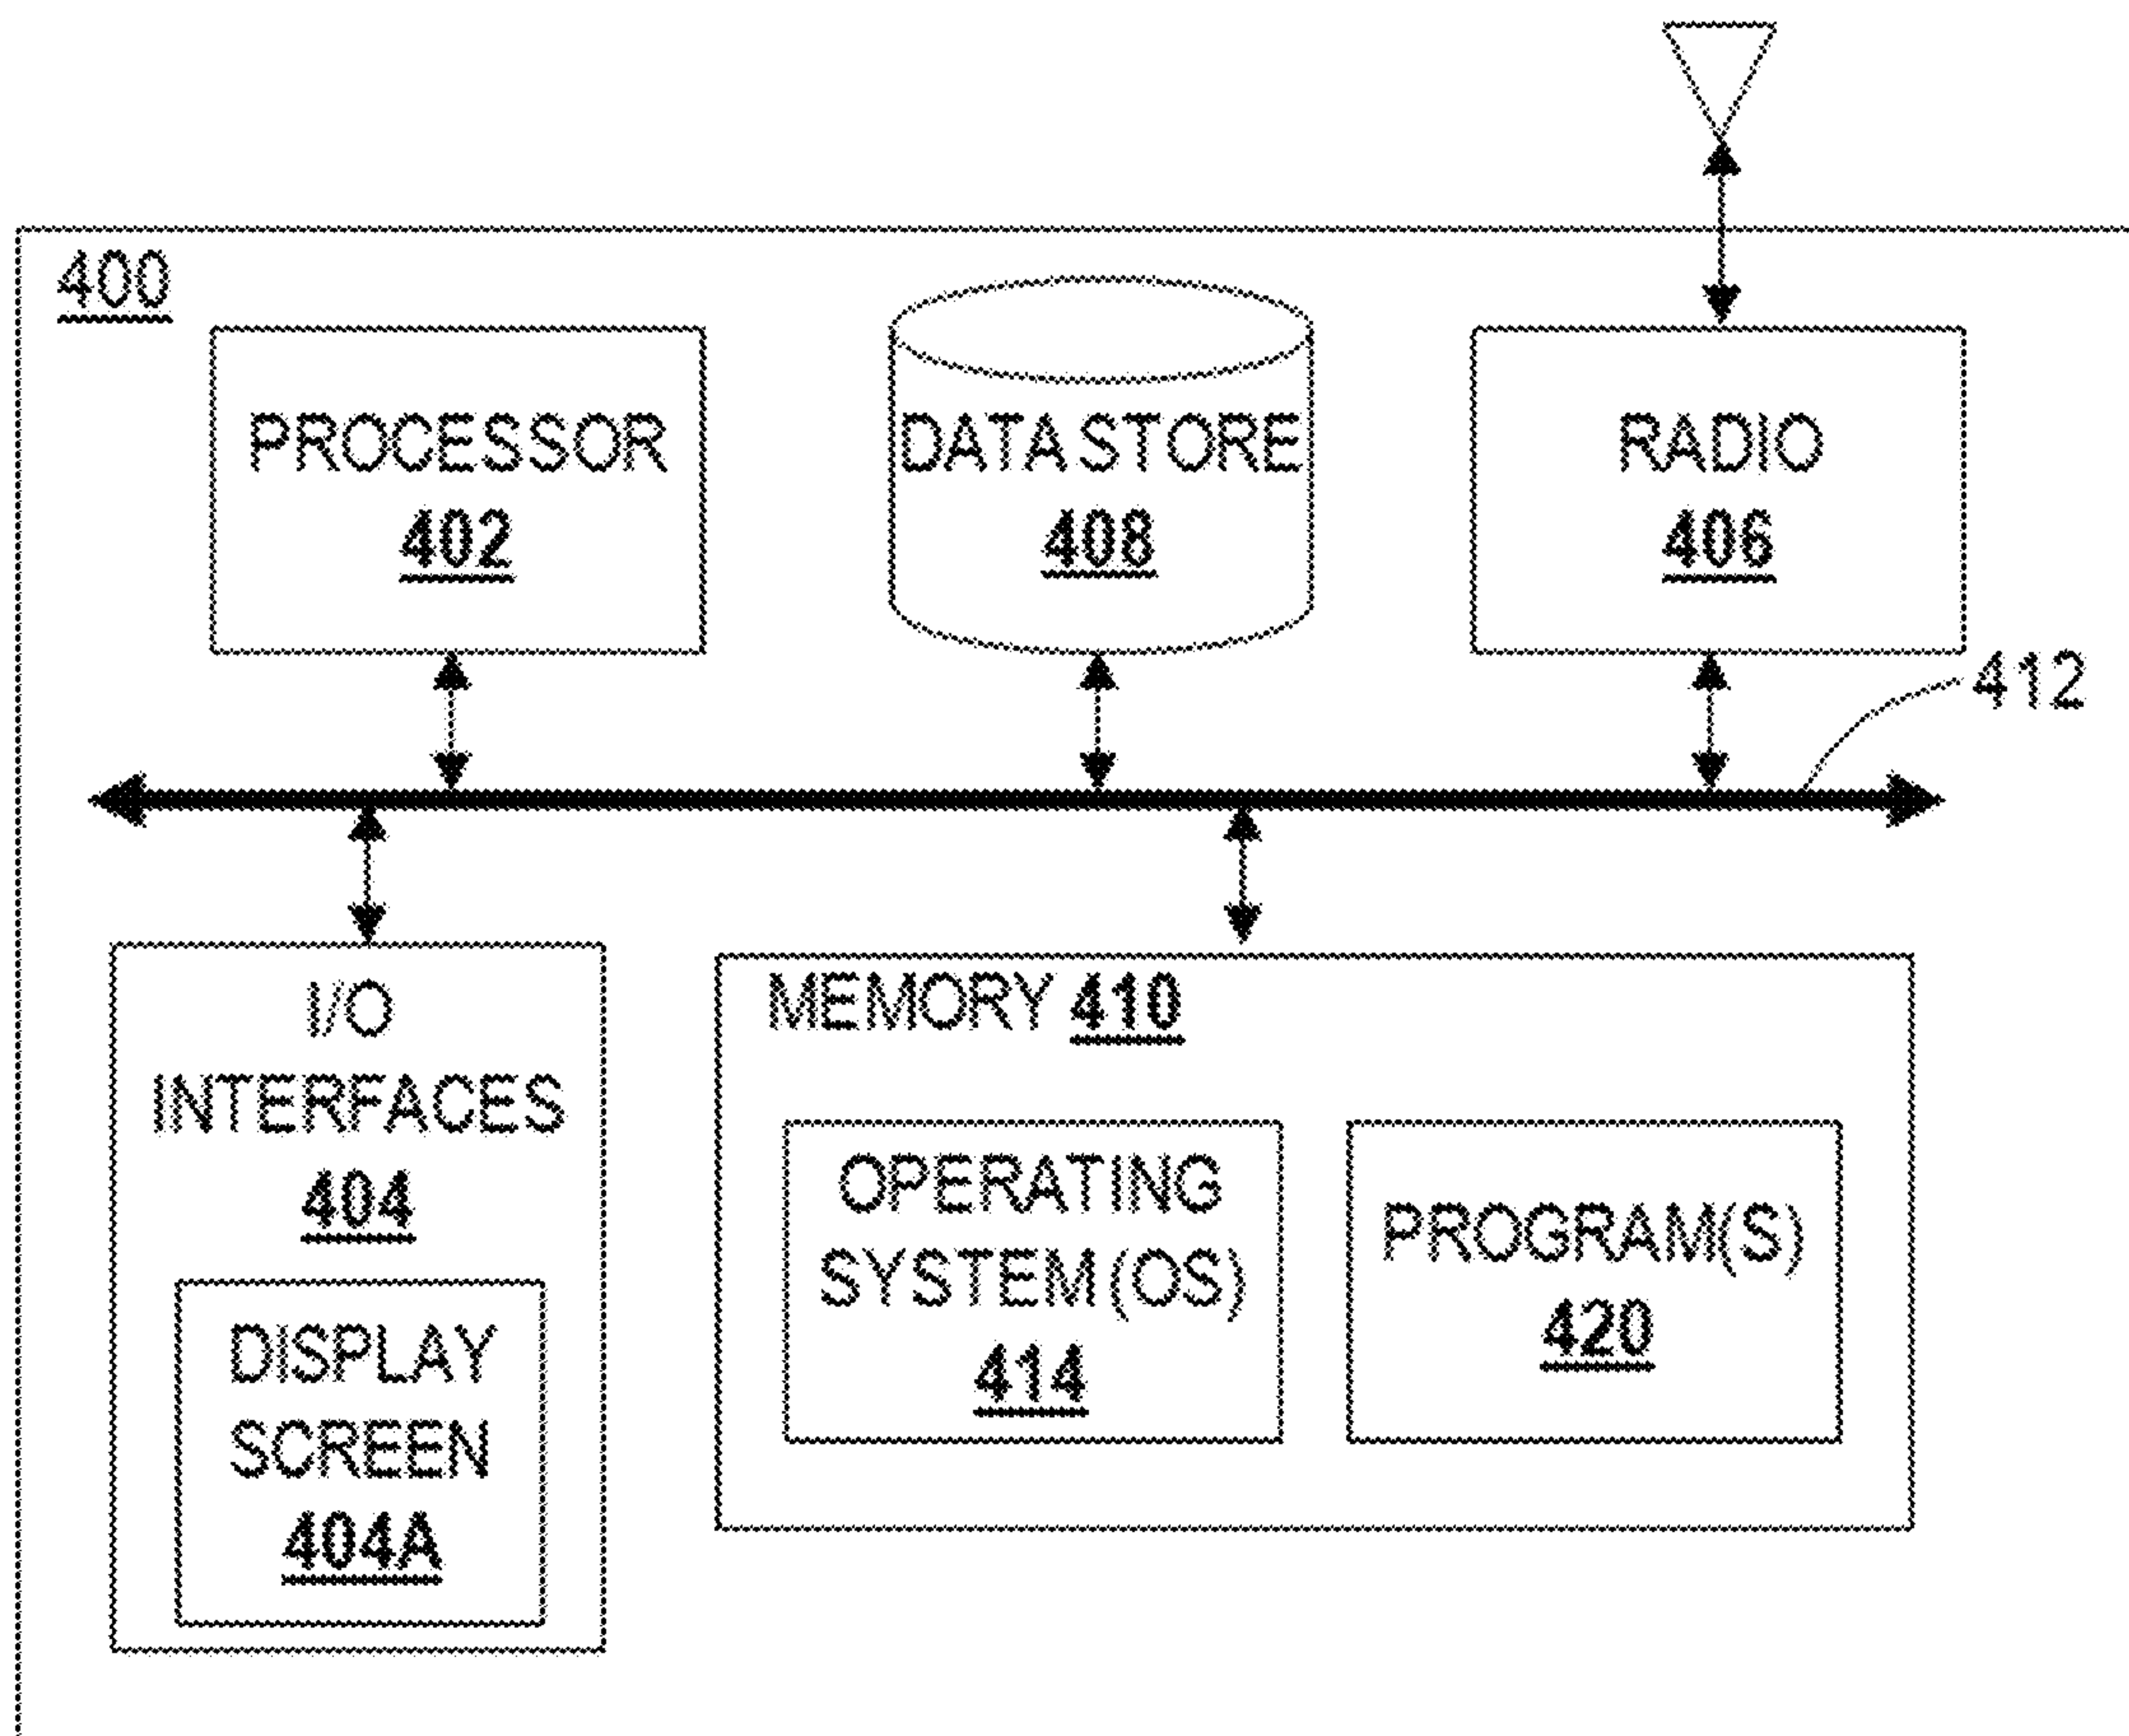 400
PROCESSOR
402
DATA STORE
408
RADIO
406
412
I/O
INTERFACES
404
DISPLAY
SCREEN
404A
MEMORY 410
OPERATING
SYSTEM (OS)
414
PROGRAM(S)
420